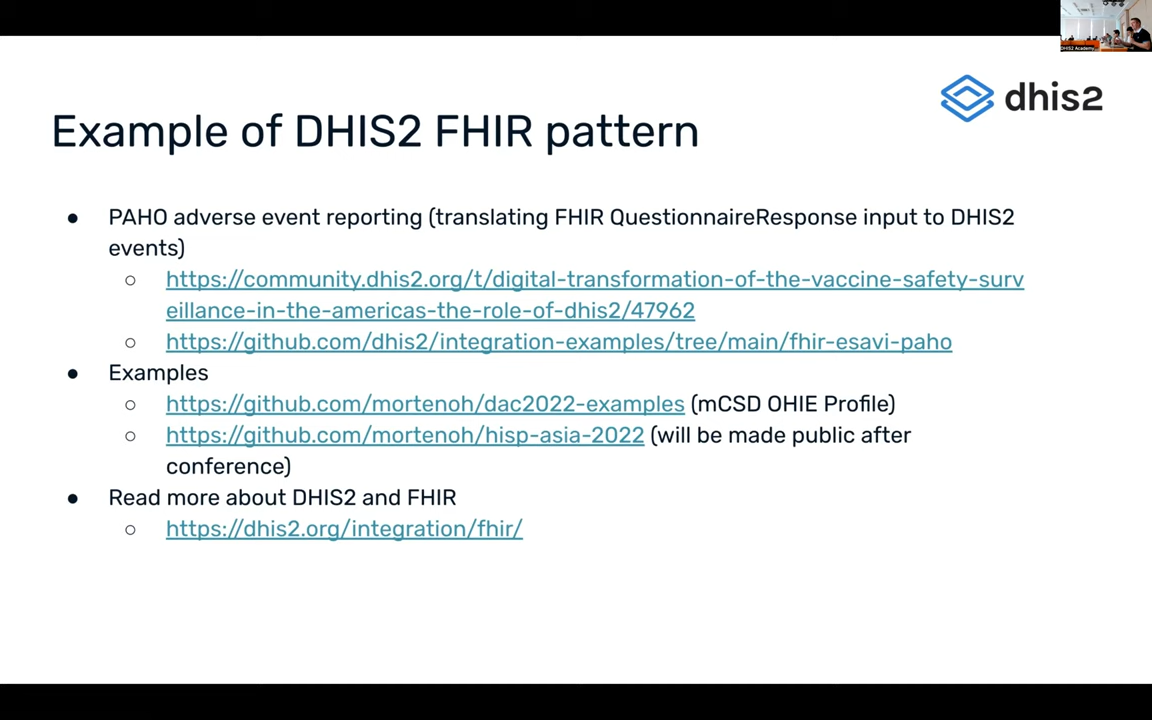 DHIS2 Academy
dhis2
Example of DHIS2 FHIR pattern
● PAHO adverse event reporting (translating FHIR QuestionnaireResponse input to DHIS2
events)
○ https://community.dhis2.org/t/digital-transformation-of-the-vaccine-safety-surv
eillance-in-the-americas-the-role-of-dhis2/47962
○ https://github.com/dhis2/integration-examples/tree/main/fhir-esavi-paho
● Examples
○ https://github.com/mortenoh/dac2022-examples (mCSD OHIE Profile)
○ https://github.com/mortenoh/hisp-asia-2022 (will be made public after
conference)
● Read more about DHIS2 and FHIR
○ https://dhis2.org/integration/fhir/